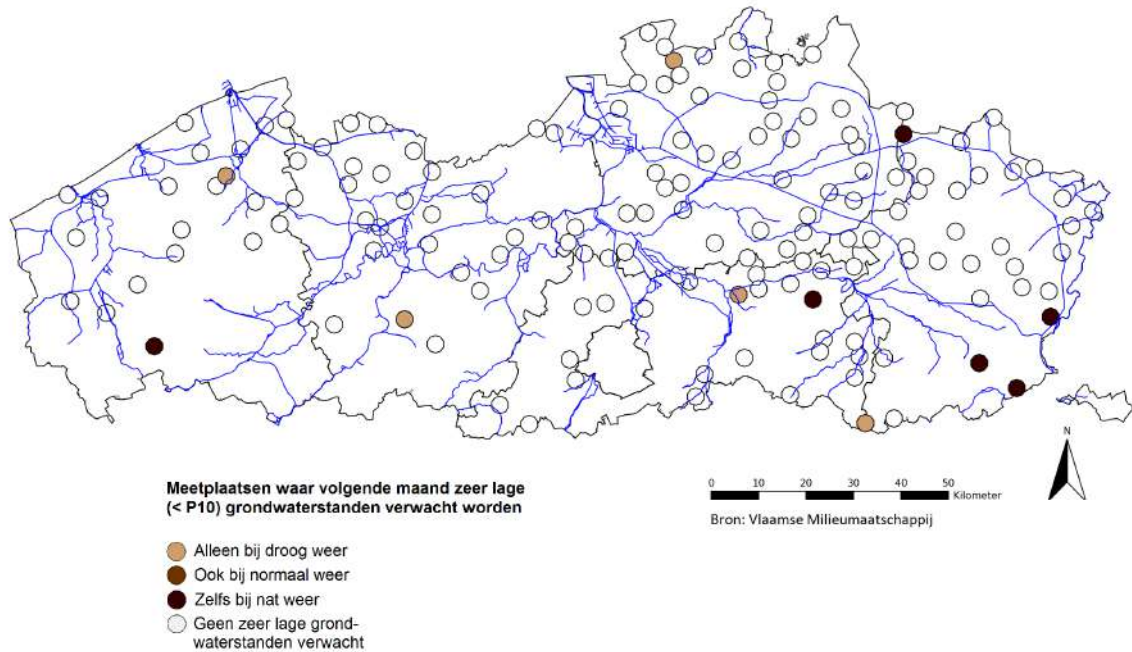 N
Meetplaatsen waar volgende maand zeer lage
(< P10) grondwaterstanden verwacht worden
0 10 20 30 40 50
Kilometer
Bron: Vlaamse Milieumaatschappij
Alleen bij droog weer
Ook bij normaal weer
Zelfs bij nat weer
Geen zeer lage grond-
waterstanden verwacht